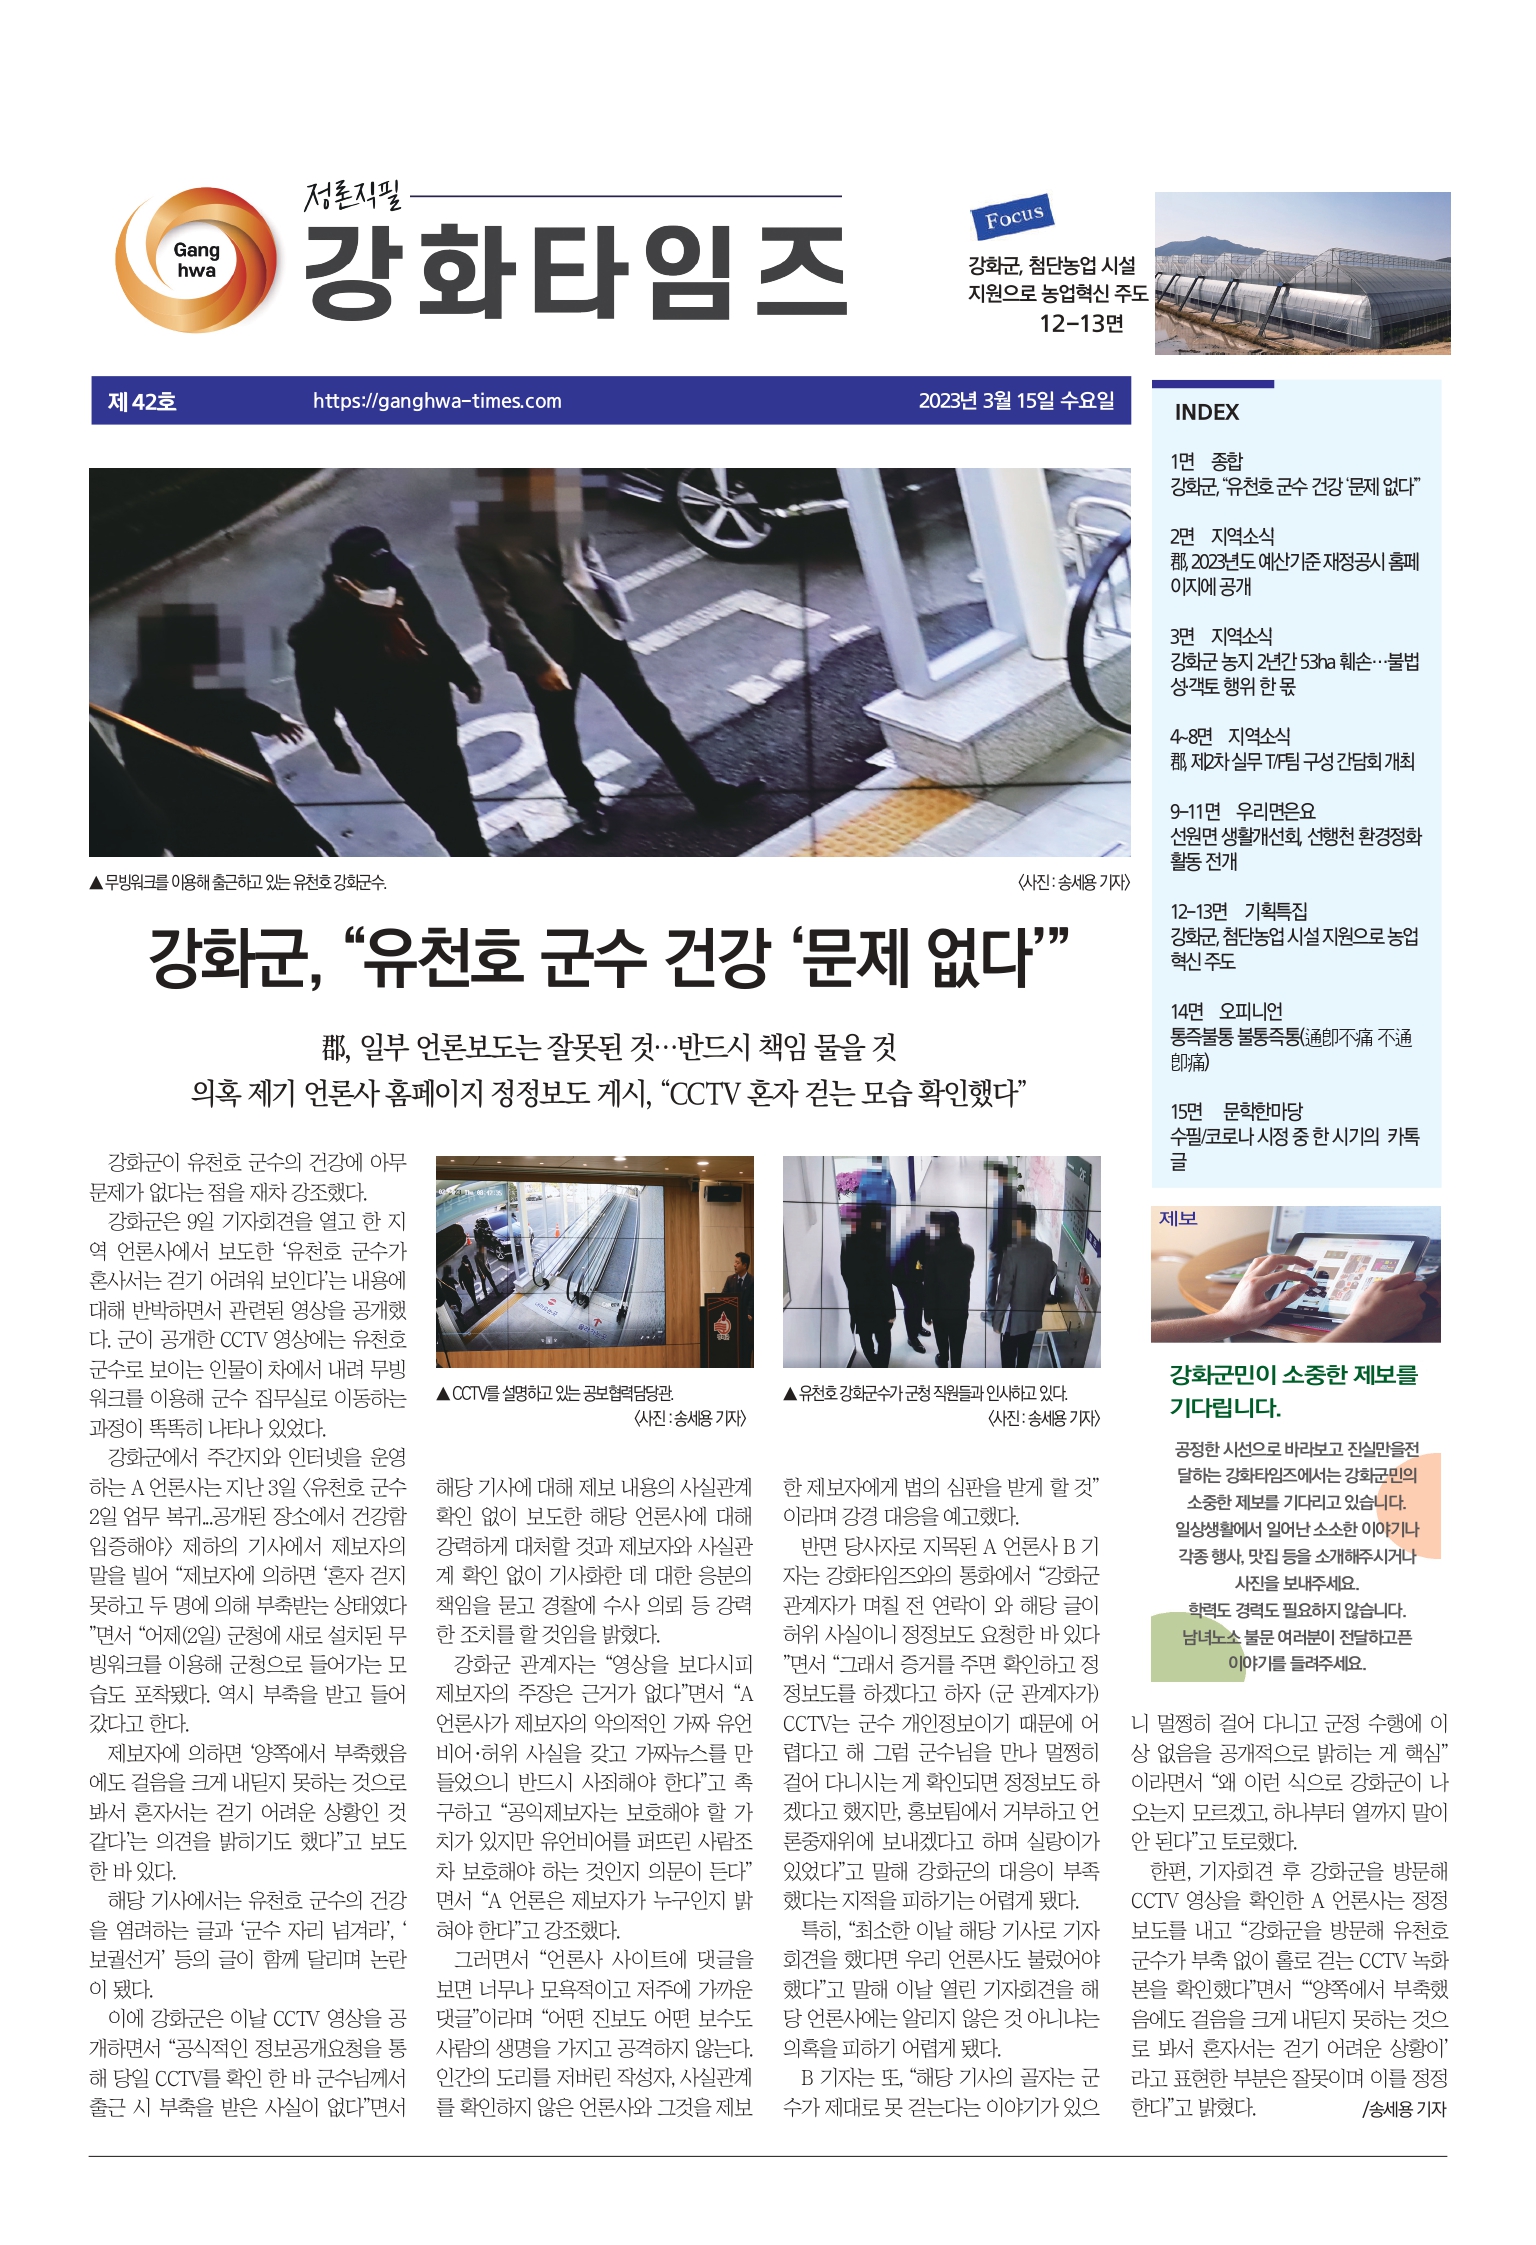 정론직필
Gang
hwa
강화타임즈
Focus
강화군, 첨단농업 시설
지원으로 농업혁신 주도
12-13면
제 42호 https://ganghwa-times.com 2023년 3월 15일 수요일
▲ 무빙워크를 이용해 출근하고 있는 유천호 강화군수. 〈사진 : 송세용 기자〉
강화군, “유천호 군수 건강 ‘문제 없다’”
郡, 일부 언론보도는 잘못된 것…반드시 책임 물을 것
의혹 제기 언론사 홈페이지 정정보도 게시, “CCTV 혼자 걷는 모습 확인했다”
강화군이 유천호 군수의 건강에 아무
문제가 없다는 점을 재차 강조했다.
강화군은 9일 기자회견을 열고 한 지
역 언론사에서 보도한 ‘유천호 군수가
혼사서는 걷기 어려워 보인다’는 내용에
대해 반박하면서 관련된 영상을 공개했
다. 군이 공개한 CCTV 영상에는 유천호
군수로 보이는 인물이 차에서 내려 무빙
워크를 이용해 군수 집무실로 이동하는
과정이 똑똑히 나타나 있었다.
강화군에서 주간지와 인터넷을 운영
하는 A 언론사는 지난 3일 〈유천호 군수
2일 업무 복귀...공개된 장소에서 건강함
입증해야〉 제하의 기사에서 제보자의
말을 빌어 “제보자에 의하면 ‘혼자 걷지
못하고 두 명에 의해 부축받는 상태였다
”면서 “어제(2일) 군청에 새로 설치된 무
빙워크를 이용해 군청으로 들어가는 모
습도 포착됐다. 역시 부축을 받고 들어
갔다고 한다.
제보자에 의하면 ‘양쪽에서 부축했음
에도 걸음을 크게 내딛지 못하는 것으로
봐서 혼자서는 걷기 어려운 상황인 것
같다’는 의견을 밝히기도 했다”고 보도
한 바 있다.
해당 기사에서는 유천호 군수의 건강
을 염려하는 글과 ‘군수 자리 넘겨라’, ‘
보궐선거’ 등의 글이 함께 달리며 논란
이 됐다.
이에 강화군은 이날 CCTV 영상을 공
개하면서 “공식적인 정보공개요청을 통
해 당일 CCTV를 확인 한 바 군수님께서
출근 시 부축을 받은 사실이 없다”면서
▲ CCTV를 설명하고 있는 공보협력담당관.
〈사진 : 송세용 기자〉
해당 기사에 대해 제보 내용의 사실관계
확인 없이 보도한 해당 언론사에 대해
강력하게 대처할 것과 제보자와 사실관
계 확인 없이 기사화한 데 대한 응분의
책임을 묻고 경찰에 수사 의뢰 등 강력
한 조치를 할 것임을 밝혔다.
강화군 관계자는 “영상을 보다시피
제보자의 주장은 근거가 없다”면서 “A
언론사가 제보자의 악의적인 가짜 유언
비어·허위 사실을 갖고 가짜뉴스를 만
들었으니 반드시 사죄해야 한다”고 촉
구하고 “공익제보자는 보호해야 할 가
치가 있지만 유언비어를 퍼뜨린 사람조
차 보호해야 하는 것인지 의문이 든다”
면서 “A 언론은 제보자가 누구인지 밝
혀야 한다”고 강조했다.
그러면서 “언론사 사이트에 댓글을
보면 너무나 모욕적이고 저주에 가까운
댓글”이라며 “어떤 진보도 어떤 보수도
사람의 생명을 가지고 공격하지 않는다.
인간의 도리를 저버린 작성자, 사실관계
를 확인하지 않은 언론사와 그것을 제보
▲ 유천호 강화군수가 군청 직원들과 인사하고 있다.
〈사진 : 송세용 기자〉
한 제보자에게 법의 심판을 받게 할 것”
이라며 강경 대응을 예고했다.
반면 당사자로 지목된 A 언론사 B 기
자는 강화타임즈와의 통화에서 “강화군
관계자가 며칠 전 연락이 와 해당 글이
허위 사실이니 정정보도 요청한 바 있다
”면서 “그래서 증거를 주면 확인하고 정
정보도를 하겠다고 하자 (군 관계자가)
CCTV는 군수 개인정보이기 때문에 어
렵다고 해 그럼 군수님을 만나 멀쩡히
걸어 다니시는 게 확인되면 정정보도 하
겠다고 했지만, 홍보팀에서 거부하고 언
론중재위에 보내겠다고 하며 실랑이가
있었다”고 말해 강화군의 대응이 부족
했다는 지적을 피하기는 어렵게 됐다.
특히, “최소한 이날 해당 기사로 기자
회견을 했다면 우리 언론사도 불렀어야
했다”고 말해 이날 열린 기자회견을 해
당 언론사에는 알리지 않은 것 아니냐는
의혹을 피하기 어렵게 됐다.
B 기자는 또, “해당 기사의 골자는 군
수가 제대로 못 걷는다는 이야기가 있으
니 멀쩡히 걸어 다니고 군정 수행에 이
상 없음을 공개적으로 밝히는 게 핵심”
이라면서 “왜 이런 식으로 강화군이 나
오는지 모르겠고, 하나부터 열까지 말이
안 된다”고 토로했다.
한편, 기자회견 후 강화군을 방문해
CCTV 영상을 확인한 A 언론사는 정정
보도를 내고 “강화군을 방문해 유천호
군수가 부축 없이 홀로 걷는 CCTV 녹화
본을 확인했다”면서 “‘양쪽에서 부축했
음에도 걸음을 크게 내딛지 못하는 것으
로 봐서 혼자서는 걷기 어려운 상황이’
라고 표현한 부분은 잘못이며 이를 정정
한다”고 밝혔다. /송세용 기자
INDEX
1면 종합
강화군, “유천호 군수 건강 ‘문제 없다’”
2면 지역소식
郡, 2023년도 예산기준 재정공시 홈페
이지에 공개
3면 지역소식
강화군 농지 2년간 53ha 훼손…불법
성·객토 행위 한 몫
4~8면 지역소식
郡, 제2차 실무 T/F팀 구성 간담회 개최
9-11면 우리면은요
선원면 생활개선회, 선행천 환경정화
활동 전개
12-13면 기획특집
강화군, 첨단농업 시설 지원으로 농업
혁신 주도
14면 오피니언
통즉불통 불통즉통(通卽不痛 不通
卽痛)
15면 문학한마당
수필/코로나 시정 중 한 시기의 카톡
글
제보
강화군민이 소중한 제보를
기다립니다.
공정한 시선으로 바라보고 진실만을전
달하는 강화타임즈에서는 강화군민의
소중한 제보를 기다리고 있습니다.
일상생활에서 일어난 소소한 이야기나
각종 행사, 맛집 등을 소개해주시거나
사진을 보내주세요.
학력도 경력도 필요하지 않습니다.
남녀노소 불문 여러분이 전달하고픈
이야기를 들려주세요.